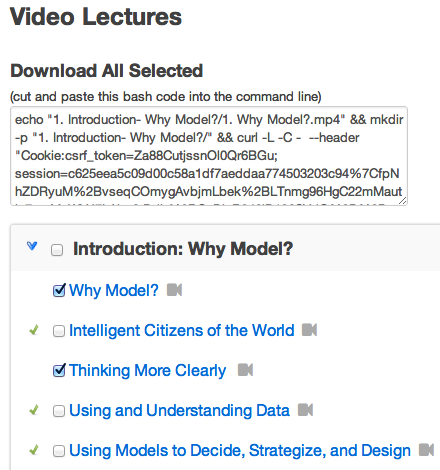 Video Lectures
Download All Selected
(cut and paste this bash code into the command line)
echo "1. Introduction- Why Model?/1. Why Model?.mp4" && mkdir
-p "1. Introduction- Why Model?/" && curl -L -C - --header
"Cookie:csrf_token=Za88CutjssnOl0Qr6BGu;
session=c625eea5c09d00c58a1df7aeddaa774503203c94%7CfpN
hZDRyuM%2BvseqCOmygAvbjmLbek%2BLTnmg96HgC22mMaut
Introduction: Why Model?
Why Model?
Intelligent Citizens of the World
Thinking More Clearly
Using and Understanding Data
Using Models to Decide, Strategize, and Design